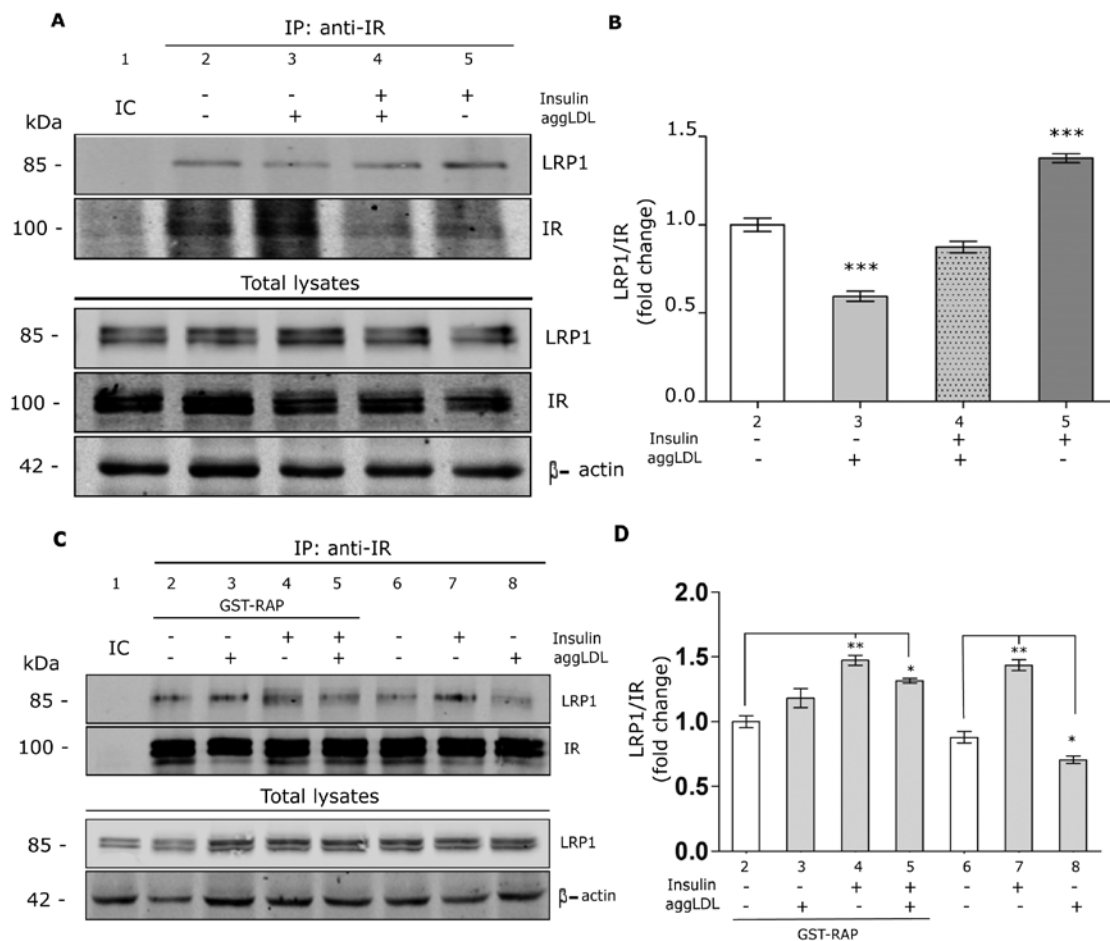 A
IP: anti-IR
1 2 3 4 5
IC - - + + Insulin
- + + - aggLDL
kDa
85 - LRP1
100 - IR
Total lysates
85 - LRP1
100 - IR
42 - β- actin
B
LRP1/IR
(fold change)
1.5
1.0
0.5
0.0
***
***
2 3 4 5
Insulin - - + +
aggLDL - + + -
C
IP: anti-IR
1 2 3 4 5 6 7 8
GST-RAP
IC - - + + - + - Insulin
- + - + - - + aggLDL
kDa
85 - LRP1
100 - IR
Total lysates
85 - LRP1
42 - β- actin
D
LRP1/IR
(fold change)
2.0
1.5
1.0
0.5
0.0
** * ** *
2 3 4 5 6 7 8
Insulin - - + + - + -
aggLDL - + - + - - +
GST-RAP